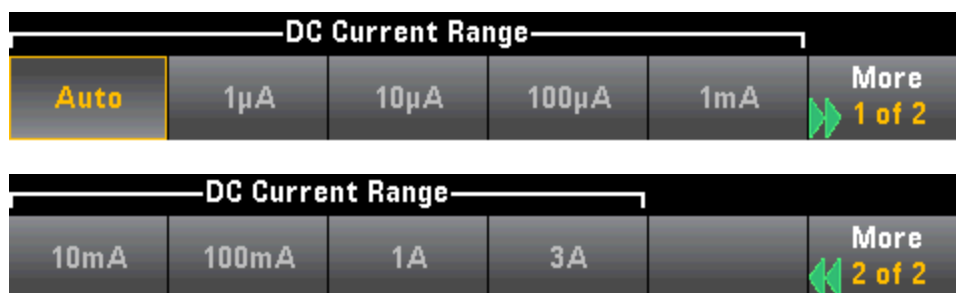 DC Current Range
Auto 1µA 10µA 100µA 1mA More
1 of 2
DC Current Range
10mA 100mA 1A 3A More
2 of 2